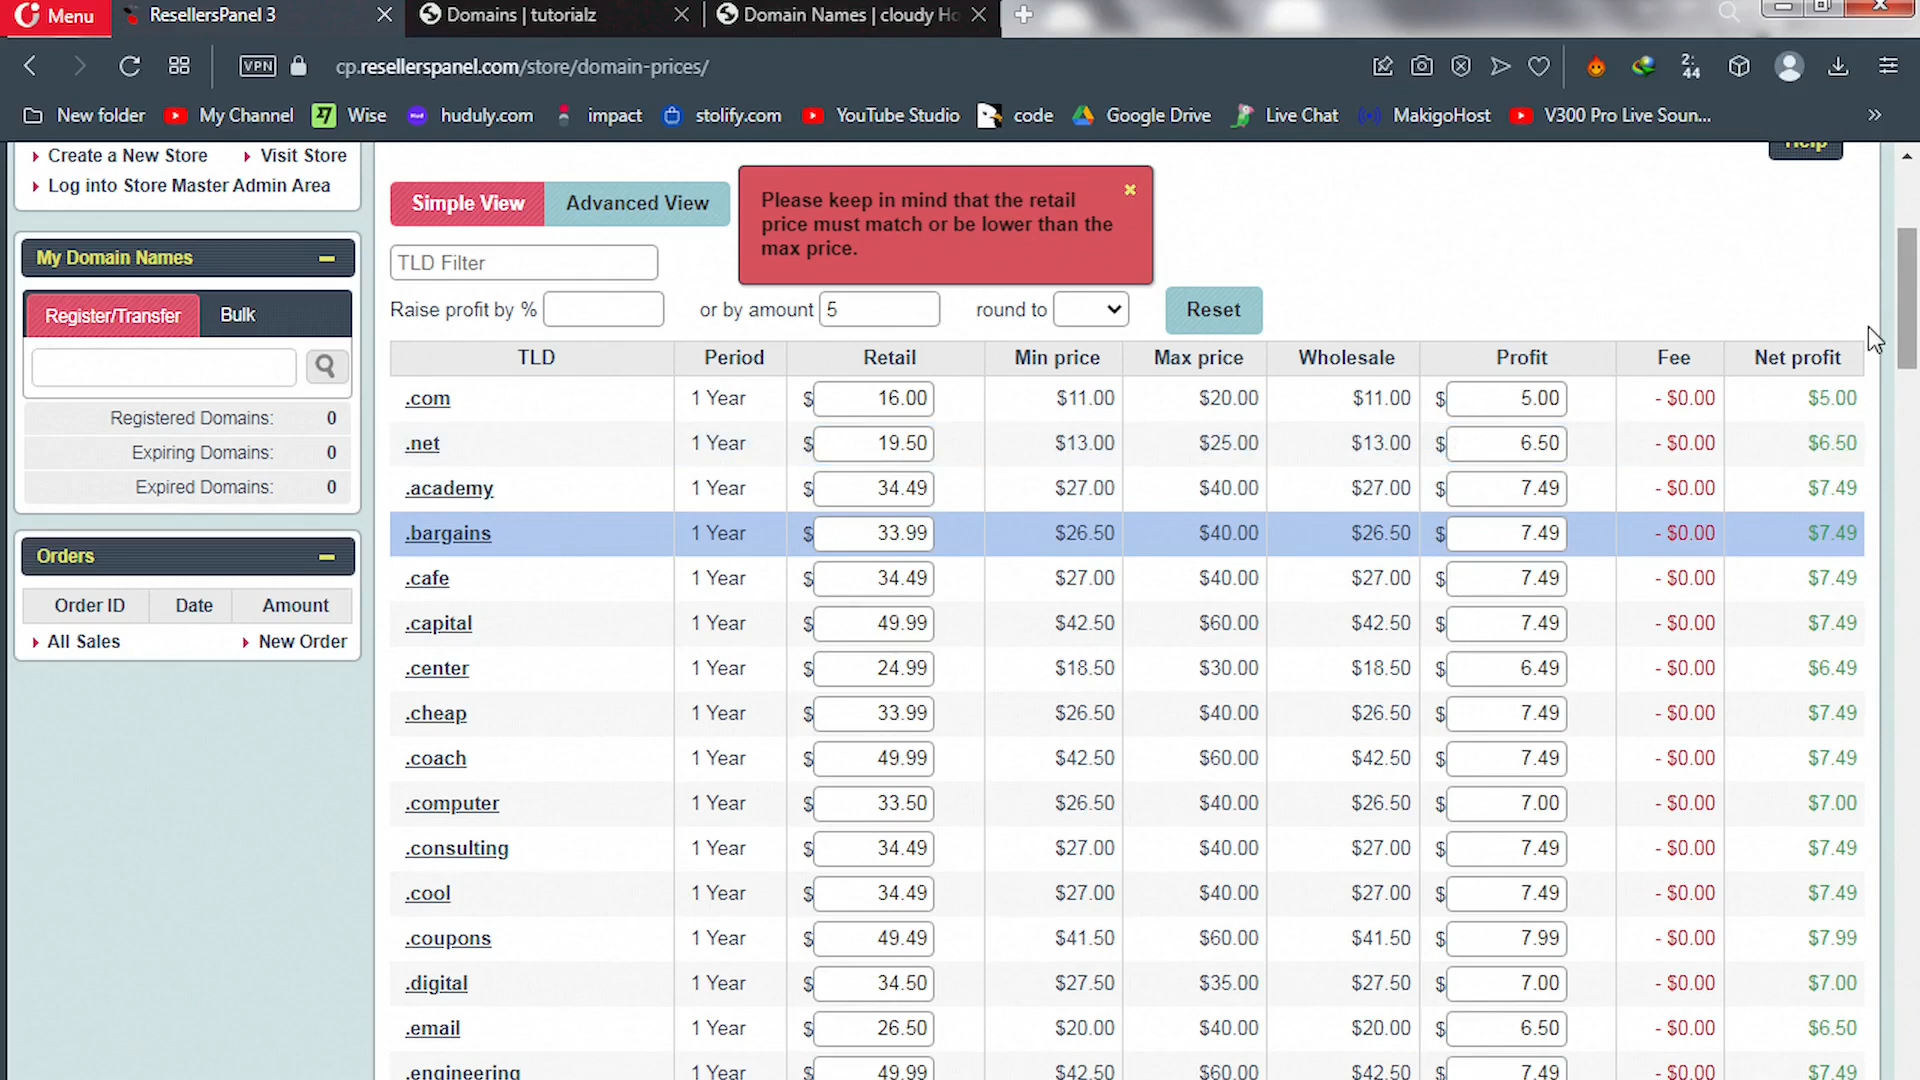 Menu
ResellersPanel 3
Domains | tutorialz
Domain Names | cloudy Ho
VPN
cp.resellerspanel.com/store/domain-prices/
2:
44
New folder
My Channel
Wise
huduly.com
impact
stolify.com
YouTube Studio
code
Google Drive
Live Chat
MakigoHost
V300 Pro Live Soun...
Create a New Store
Visit Store
Log into Store Master Admin Area
Help
Simple View
Advanced View
Please keep in mind that the retail
price must match or be lower than the
max price.
TLD Filter
My Domain Names
Register/Transfer
Bulk
Raise profit by %
or by amount 5
round to
Reset
Registered Domains: 0
Expiring Domains: 0
Expired Domains: 0
Orders
Order ID Date Amount
All Sales
New Order
TLD Period Retail Min price Max price Wholesale Profit Fee Net profit
.com 1 Year $ 16.00 $11.00 $20.00 $11.00 $ 5.00 - $0.00 $5.00
.net 1 Year $ 19.50 $13.00 $25.00 $13.00 $ 6.50 - $0.00 $6.50
.academy 1 Year $ 34.49 $27.00 $40.00 $27.00 $ 7.49 - $0.00 $7.49
.bargains 1 Year $ 33.99 $26.50 $40.00 $26.50 $ 7.49 - $0.00 $7.49
.cafe 1 Year $ 34.49 $27.00 $40.00 $27.00 $ 7.49 - $0.00 $7.49
.capital 1 Year $ 49.99 $42.50 $60.00 $42.50 $ 7.49 - $0.00 $7.49
.center 1 Year $ 24.99 $18.50 $30.00 $18.50 $ 6.49 - $0.00 $6.49
.cheap 1 Year $ 33.99 $26.50 $40.00 $26.50 $ 7.49 - $0.00 $7.49
.coach 1 Year $ 49.99 $42.50 $60.00 $42.50 $ 7.49 - $0.00 $7.49
.computer 1 Year $ 33.50 $26.50 $40.00 $26.50 $ 7.00 - $0.00 $7.00
.consulting 1 Year $ 34.49 $27.00 $40.00 $27.00 $ 7.49 - $0.00 $7.49
.cool 1 Year $ 34.49 $27.00 $40.00 $27.00 $ 7.49 - $0.00 $7.49
.coupons 1 Year $ 49.49 $41.50 $60.00 $41.50 $ 7.99 - $0.00 $7.99
.digital 1 Year $ 34.50 $27.50 $35.00 $27.50 $ 7.00 - $0.00 $7.00
.email 1 Year $ 26.50 $20.00 $40.00 $20.00 $ 6.50 - $0.00 $6.50
.engineering 1 Year $ 49.99 $42.50 $60.00 $42.50 $ 7.49 - $0.00 $7.49